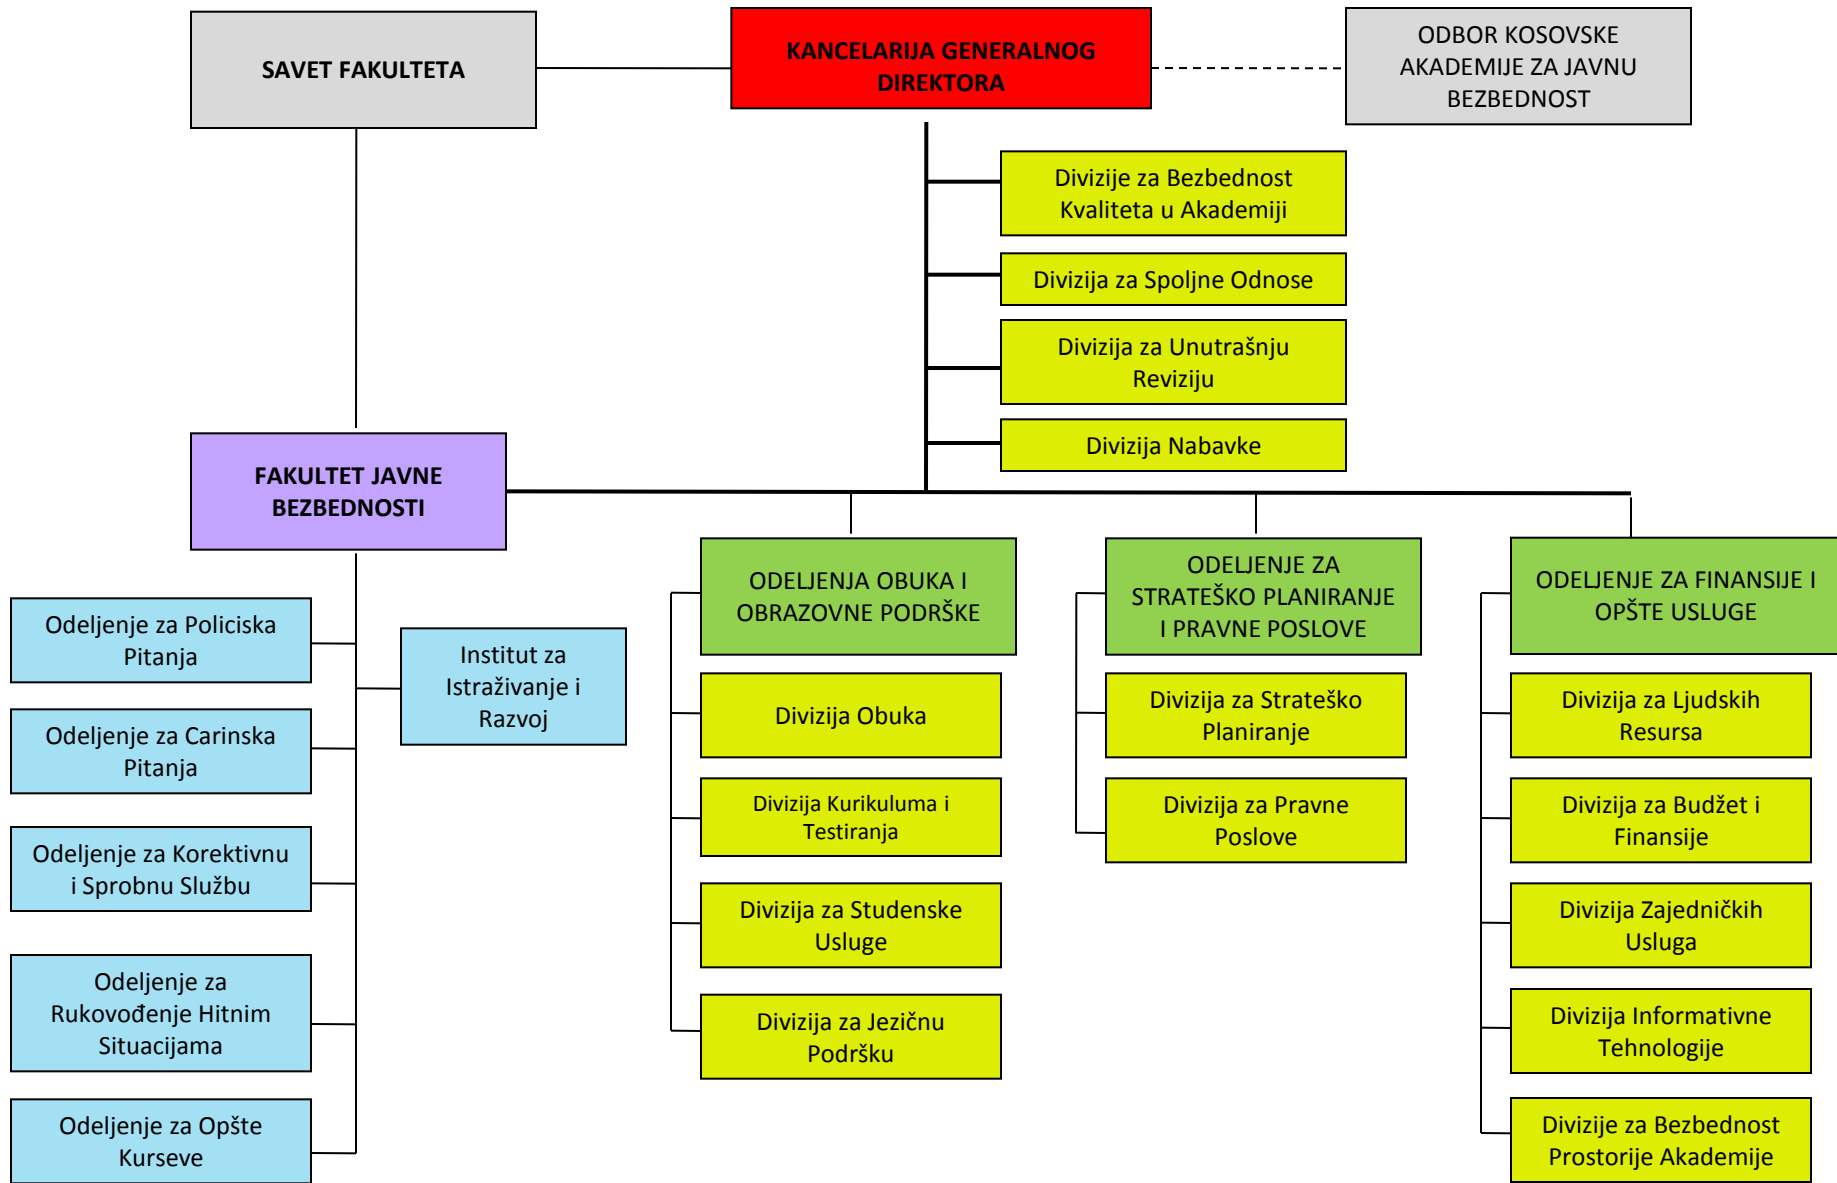 SAVET FAKULTETA
KANCELARIJA GENERALNOG
DIREKTORA
ODBOR KOSOVSKE
AKADEMIJE ZA JAVNU
BEZBEDNOST
Divizije za Bezbednost
Kvaliteta u Akademiji
Divizija za Spoljne Odnose
Divizija za Unutrašnju
Reviziju
Divizija Nabavke
FAKULTET JAVNE
BEZBEDNOSTI
Odeljenje za Policiska
Pitanja
Odeljenje za Carinska
Pitanja
Odeljenje za Korektivnu
i Sprobnu Službu
Odeljenje za
Rukovođenje Hitnim
Situacijama
Odeljenje za Opšte
Kurseve
Institut za
Istraživanje i
Razvoj
ODELJENJA OBUKA I
OBRAZOVNE PODRŠKE
Divizija Obuka
Divizija Kurikuluma i
Testiranja
Divizija za Studenske
Usluge
Divizija za Jezičnu
Podršku
ODELJENJE ZA
STRATEŠKO PLANIRANJE
I PRAVNE POSLOVE
Divizija za Strateško
Planiranje
Divizija za Pravne
Poslove
ODELJENJE ZA FINANSIJE I
OPŠTE USLUGE
Divizija za Ljudskih
Resursa
Divizija za Budžet i
Finansije
Divizija Zajedničkih
Usluga
Divizija Informativne
Tehnologije
Divizije za Bezbednost
Prostorije Akademije